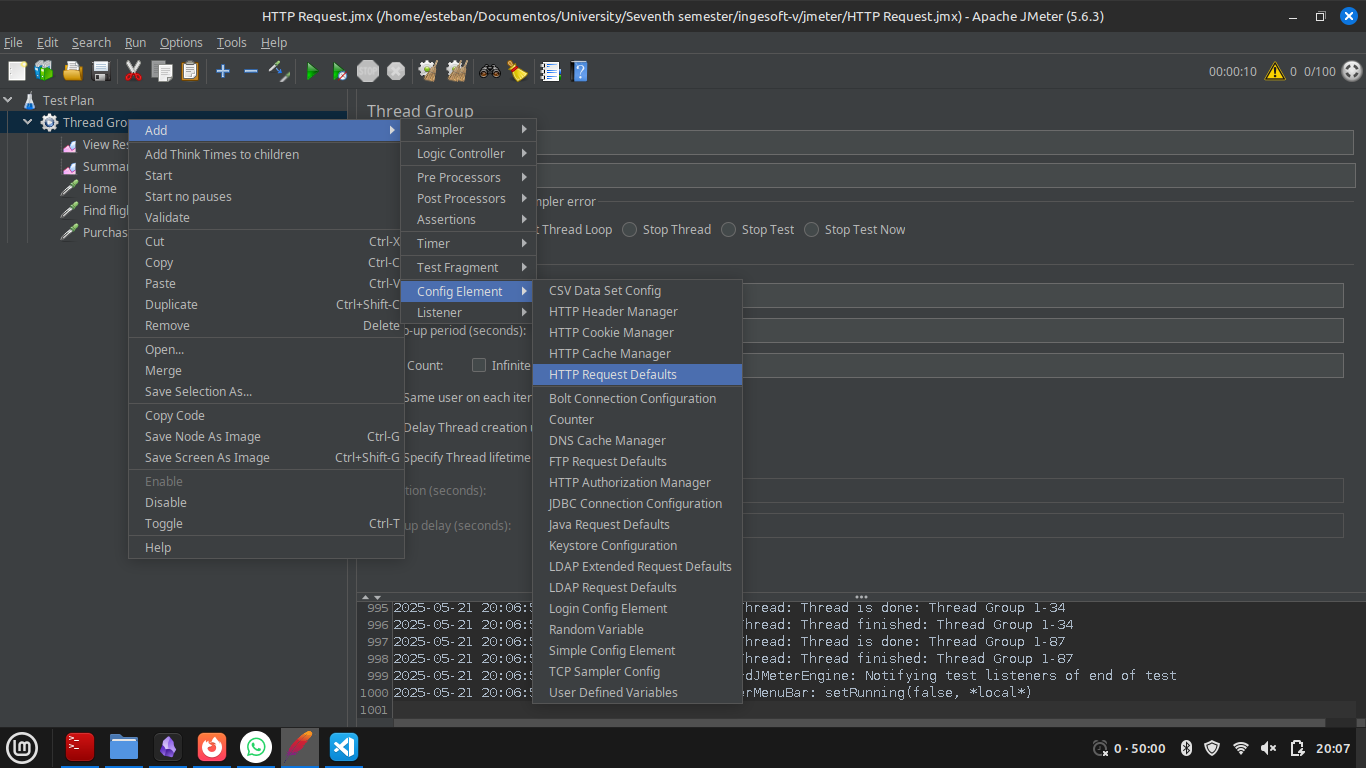 HTTP Request.jmx (/home/esteban/Documentos/University/Seventh semester/ingesoft-v/jmeter/HTTP Request.jmx) - Apache JMeter (5.6.3)
File Edit Search Run Options Tools Help
00:00:10 0 0/100
Test Plan
Thread Gro
View Res
Summar
Home
Find fligh
Purchas
Add
Add Think Times to children
Start
Start no pauses
Validate
Cut Ctrl-X
Copy Ctrl-C
Paste Ctrl-V
Duplicate Ctrl+Shift-C
Remove Delete
Open...
Merge
Save Selection As...
Copy Code
Save Node As Image Ctrl-G
Save Screen As Image Ctrl+Shift-G
Enable
Disable
Toggle Ctrl-T
Help
Sampler
Logic Controller
Pre Processors
Post Processors
Assertions
Timer
Test Fragment
Config Element
Listener
CSV Data Set Config
HTTP Header Manager
HTTP Cookie Manager
HTTP Cache Manager
HTTP Request Defaults
Bolt Connection Configuration
Counter
DNS Cache Manager
FTP Request Defaults
HTTP Authorization Manager
JDBC Connection Configuration
Java Request Defaults
Keystore Configuration
LDAP Extended Request Defaults
LDAP Request Defaults
Login Config Element
Random Variable
Simple Config Element
TCP Sampler Config
User Defined Variables
Thread Group
mpler error
t Thread Loop Stop Thread Stop Test Stop Test Now
p-up period (seconds):
Count: Infinite
Same user on each iter
Delay Thread creation
Specify Thread lifetime
tion (seconds):
up delay (seconds):
995 2025-05-21 20:06:5 Thread: Thread is done: Thread Group 1-34
996 2025-05-21 20:06:5 Thread: Thread finished: Thread Group 1-34
997 2025-05-21 20:06:5 Thread: Thread is done: Thread Group 1-87
998 2025-05-21 20:06:5 Thread: Thread finished: Thread Group 1-87
999 2025-05-21 20:06:5 rdJMeterEngine: Notifying test listeners of end of test
1000 2025-05-21 20:06:5 erMenuBar: setRunning(false, *local*)
1001
0 · 50:00 20:07